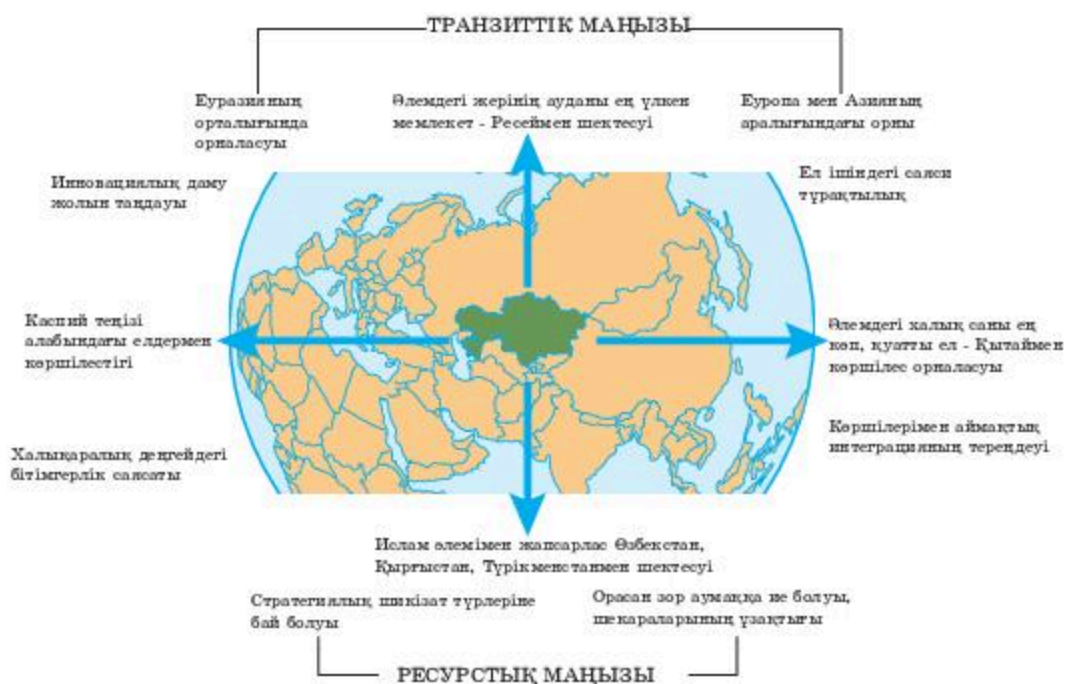 ТРАНЗИТТІК МАҢЫЗЫ
Еуразияның
орталығында
орналасуы
Әлемдегі жерінің ауданы ең үлкен
мемлекет - Ресеймен шектесуі
Еуропа мен Азияның
аралығындағы орны
Инновациялық даму
жолын таңдауы
Ел ішіндегі саяси
тұрақтылық
Каспий теңізі
алабындағы елдермен
көршілестігі
Әлемдегі халық саны ең
көп, қуатты ел - Қытаймен
көршілес орналасуы
Халықаралық деңгейдегі
бітімгерлік саясаты
Көршілерімен аймақтық
интеграцияның тереңдеуі
Ислам әлемімен жапсарлас Өзбекстан,
Қырғыстан, Түрікменстанмен шектесуі
Стратегиялық шикізат түрлеріне
бай болуы
Орасан зор аумаққа ие болуы,
шекараларының ұзақтығы
РЕСУРСТЫҚ МАҢЫЗЫ